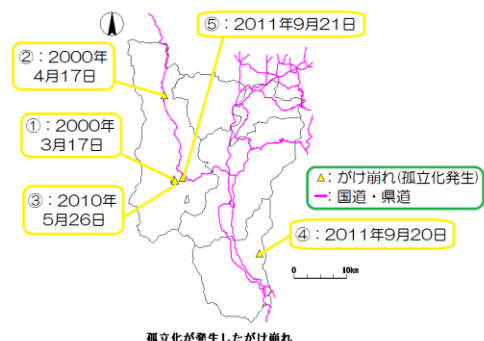 ⑤：2011年9月21日
②：2000年
4月17日
①：2000年
3月17日
③：2010年
5月26日
：がけ崩れ(孤立化発生)
：国道・県道
④：2011年9月20日
0 10km
孤立化が発生したがけ崩れ